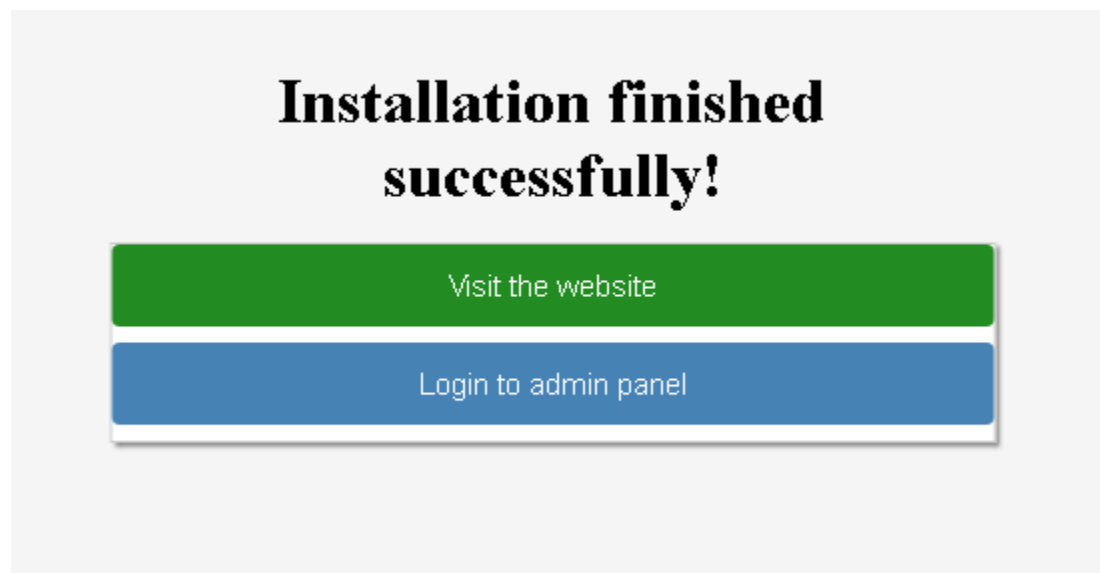 Installation finished
successfully!
Visit the website
Login to admin panel